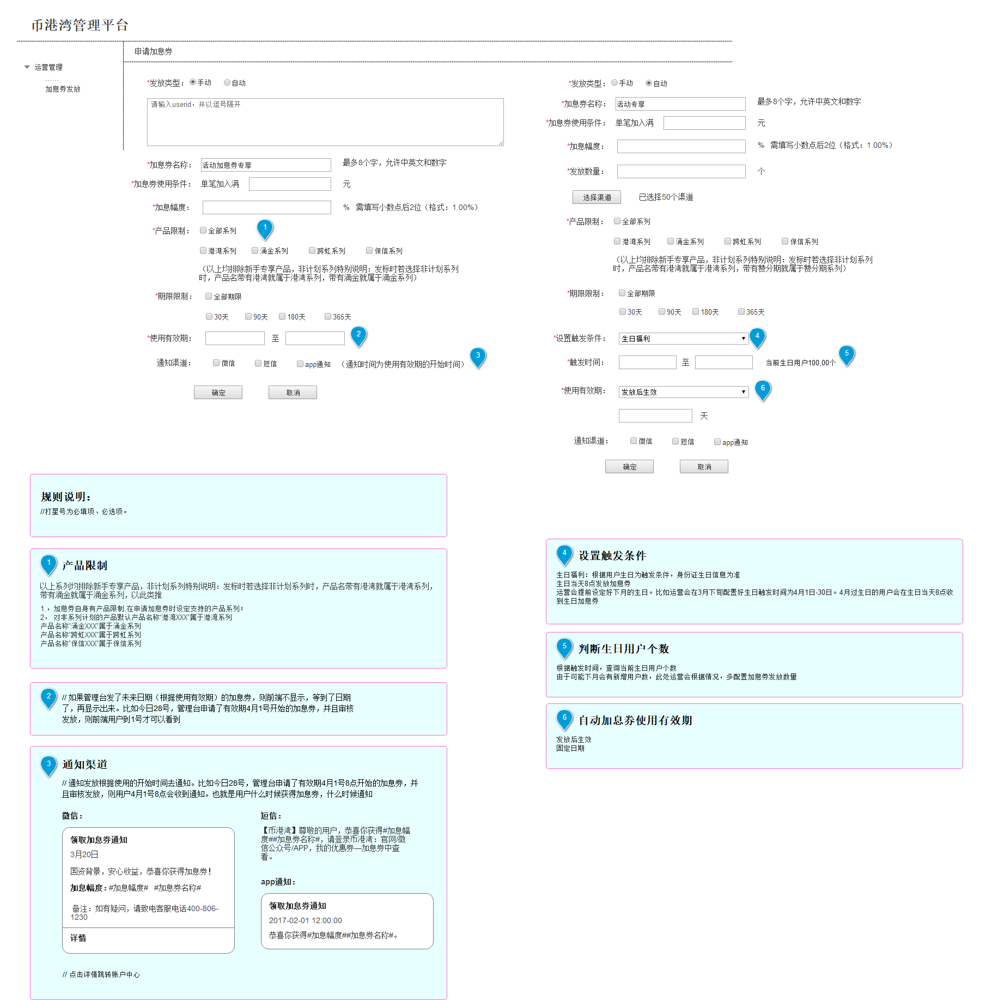 币港湾管理平台
申请加息券
运营管理
……
加息券发放
*发放类型： 手动 自动
请输入userid，并以逗号隔开
*加息券名称： 活动加息券专享 最多8个字，允许中英文和数字
*加息券使用条件： 单笔加入满 元
*加息幅度： % 需填写小数点后2位（格式：1.00%）
*产品限制： 全部系列 1
港湾系列 涌金系列 跨虹系列 保信系列
（以上均排除新手专享产品，非计划系列特别说明：发标时若选择非计划系列
时，产品名带有港湾就属于港湾系列，带有涌金就属于涌金系列）
*期限限制： 全部期限
30天 90天 180天 365天
*使用有效期： 至 2
通知渠道： 微信 短信 app通知 （通知时间为使用有效期的开始时间） 3
确定 取消
*发放类型： 手动 自动
*加息券名称： 活动专享 最多8个字，允许中英文和数字
*加息券使用条件： 单笔加入满 元
*加息幅度： % 需填写小数点后2位（格式：1.00%）
*发放数量： 个
选择渠道 已选择50个渠道
*产品限制： 全部系列
港湾系列 涌金系列 跨虹系列 保信系列
（以上均排除新手专享产品，非计划系列特别说明：发标时若选择非计划系列
时，产品名带有港湾就属于港湾系列，带有赞分期就属于赞分期系列）
*期限限制： 全部期限
30天 90天 180天 365天
*设置触发条件： 生日福利 4
*触发时间： 至 当前生日用户100,00个 5
*使用有效期： 发放后生效 6
天
通知渠道： 微信 短信 app通知
确定 取消
规则说明：
//打星号为必填项、必选项。
1 产品限制
以上系列均排除新手专享产品，非计划系列特别说明：发标时若选择非计划系列时，产品名带有港湾就属于港湾系列，
带有涌金就属于涌金系列，以此类推
1.，加息券自身有产品限制,在申请加息券时设定支持的产品系列；
2， 对非系列计划的产品默认产品名称“港湾XXX”属于港湾系列
产品名称”涌金XXX”属于涌金系列
产品名称”跨虹XXX”属于跨虹系列
产品名称”保信XXX”属于保信系列
2 // 如果管理台发了未来日期（根据使用有效期）的加息券，则前端不显示，等到了日期
了，再显示出来。比如今日28号，管理台申请了有效期4月1号开始的加息券，并且审核
发放，则前端用户到1号才可以看到
3 通知渠道
// 通知发放根据使用的开始时间去通知。比如今日28号，管理台申请了有效期4月1号8点开始的加息券，并
且审核发放，则用户4月1号8点会收到通知。也就是用户什么时候获得加息券，什么时候通知
微信：
领取加息券通知
3月20日
国资背景，安心收益，恭喜你获得加息券！
加息幅度：#加息幅度# #加息券名称#
备注：如有疑问，请致电客服电话400-806-
1230
详情
短信：
【币港湾】尊敬的用户，恭喜你获得#加息幅
度##加息券名称#，请登录币港湾：官网/微
信公众号/APP，我的优惠券—加息券中查
看。
app通知：
领取加息券通知
2017-02-01 12:00:00
恭喜你获得#加息幅度##加息券名称#。
// 点击详情跳转账户中心
4 设置触发条件
生日福利：根据用户生日为触发条件，身份证生日信息为准
生日当天8点发放加息券
运营会提前设定好下月的生日。比如运营会在3月下旬配置好生日触发时间为4月1日-30日。4月过生日的用户会在生日当天8点收
到生日加息券
5 判断生日用户个数
根据触发时间，查询当前生日用户个数
由于可能下月会有新增用户数，此处运营会根据情况，多配置加息券发放数量
6 自动加息券使用有效期
发放后生效
固定日期